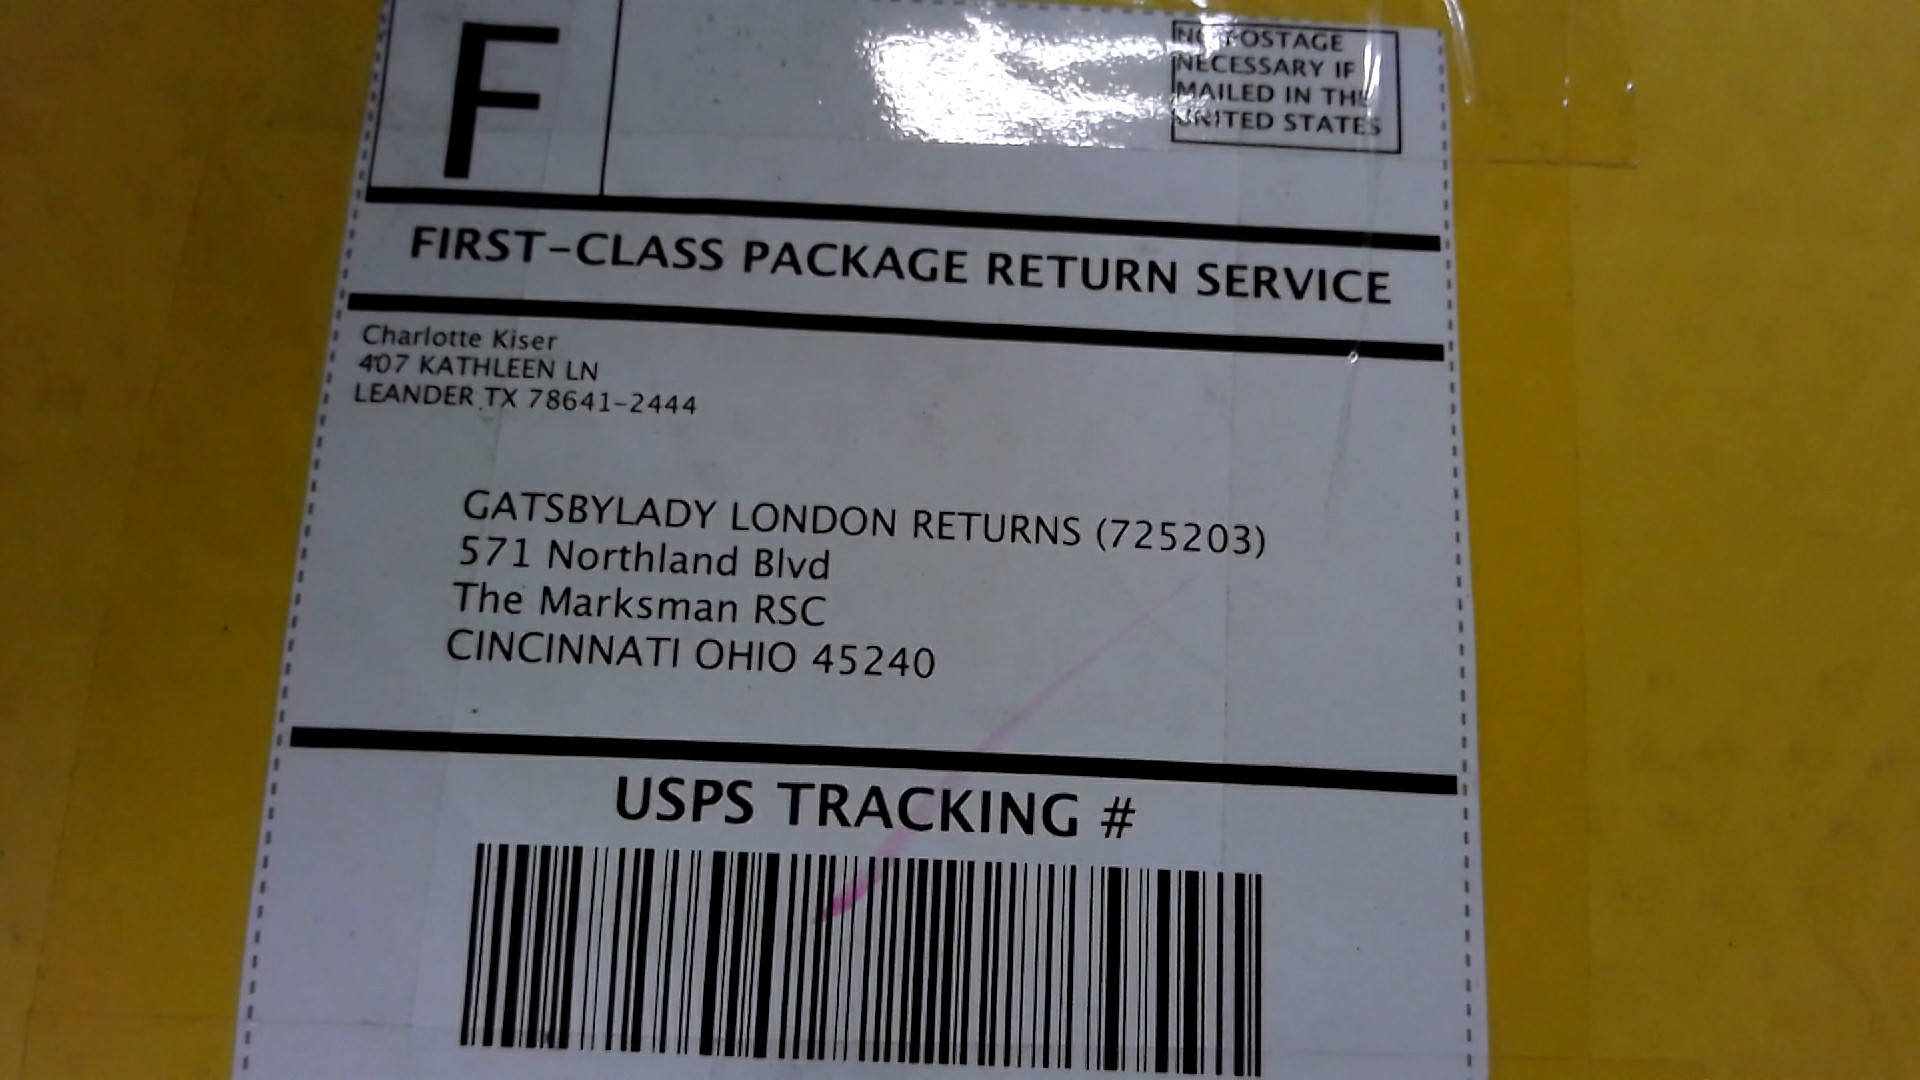 F
NO POSTAGE
NECESSARY IF
MAILED IN THE
UNITED STATES
FIRST-CLASS PACKAGE RETURN SERVICE
Charlotte Kiser
407 KATHLEEN LN
LEANDER TX 78641-2444
GATSBYLADY LONDON RETURNS (725203)
571 Northland Blvd
The Marksman RSC
CINCINNATI OHIO 45240
USPS TRACKING #